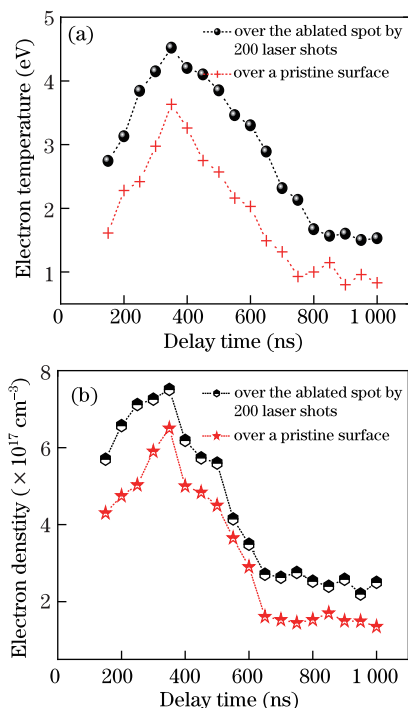 (a)
over the ablated spot by
200 laser shots
over a pristine surface
Electron temperature (eV)
5
4
3
2
1
0 200 400 600 800 1 000
Delay time (ns)
(b)
over the ablated spot by
200 laser shots
over a pristine surface
Electron denstity (×10¹⁷ cm⁻³)
8
6
4
2
0 200 400 600 800 1 000
Delay time (ns)